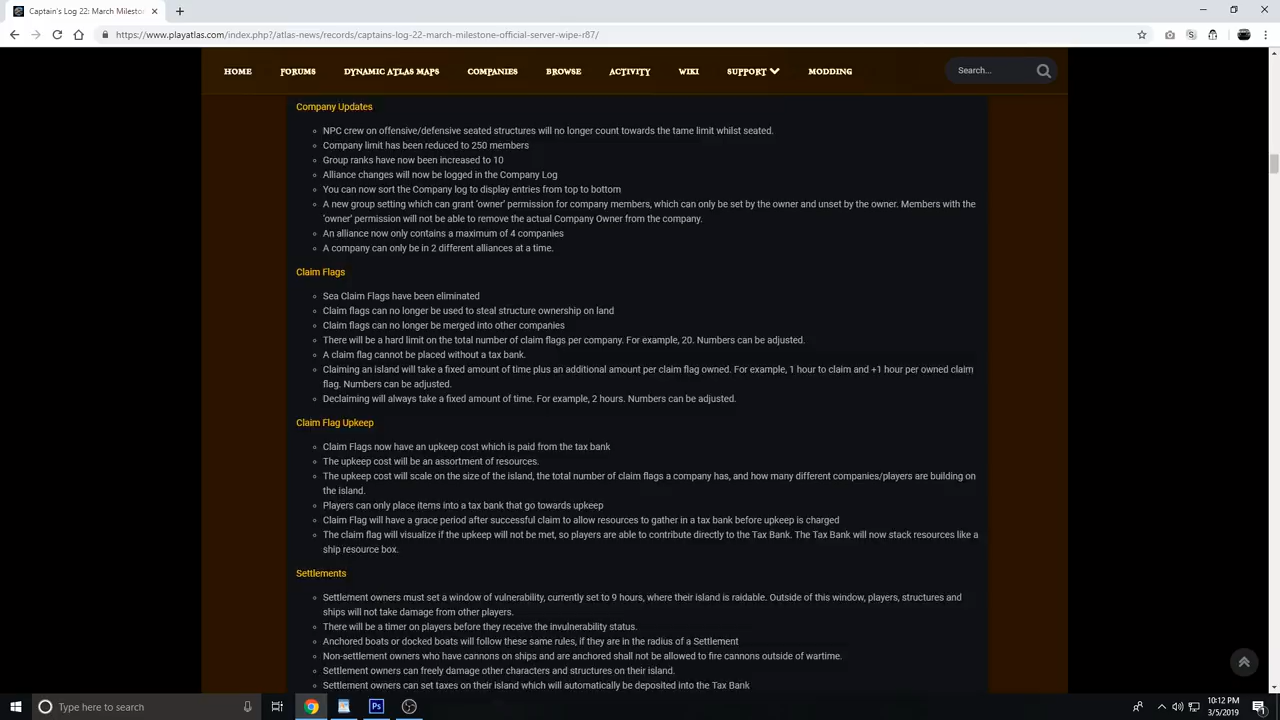 Captain's Log 22: March Milesto
https://www.playatlas.com/index.php?/atlas-news/records/captains-log-22-march-milestone-official-server-wipe-r87/
HOME FORUMS DYNAMIC ATLAS MAPS COMPANIES BROWSE ACTIVITY WIKI SUPPORT MODDING Search...
Company Updates
NPC crew on offensive/defensive seated structures will no longer count towards the tame limit whilst seated.
Company limit has been reduced to 250 members
Group ranks have now been increased to 10
Alliance changes will now be logged in the Company Log
You can now sort the Company log to display entries from top to bottom
A new group setting which can grant 'owner' permission for company members, which can only be set by the owner and unset by the owner. Members with the
'owner' permission will not be able to remove the actual Company Owner from the company.
An alliance now only contains a maximum of 4 companies
A company can only be in 2 different alliances at a time.
Claim Flags
Sea Claim Flags have been eliminated
Claim flags can no longer be used to steal structure ownership on land
Claim flags can no longer be merged into other companies
There will be a hard limit on the total number of claim flags per company. For example, 20. Numbers can be adjusted.
A claim flag cannot be placed without a tax bank.
Claiming an island will take a fixed amount of time plus an additional amount per claim flag owned. For example, 1 hour to claim and +1 hour per owned claim
flag. Numbers can be adjusted.
Declaiming will always take a fixed amount of time. For example, 2 hours. Numbers can be adjusted.
Claim Flag Upkeep
Claim Flags now have an upkeep cost which is paid from the tax bank
The upkeep cost will be an assortment of resources.
The upkeep cost will scale on the size of the island, the total number of claim flags a company has, and how many different companies/players are building on
the island.
Players can only place items into a tax bank that go towards upkeep
Claim Flag will have a grace period after successful claim to allow resources to gather in a tax bank before upkeep is charged
The claim flag will visualize if the upkeep will not be met, so players are able to contribute directly to the Tax Bank. The Tax Bank will now stack resources like a
ship resource box.
Settlements
Settlement owners must set a window of vulnerability, currently set to 9 hours, where their island is raidable. Outside of this window, players, structures and
ships will not take damage from other players.
There will be a timer on players before they receive the invulnerability status.
Anchored boats or docked boats will follow these same rules, if they are in the radius of a Settlement
Non-settlement owners who have cannons on ships and are anchored shall not be allowed to fire cannons outside of wartime.
Settlement owners can freely damage other characters and structures on their island.
Settlement owners can set taxes on their island which will automatically be deposited into the Tax Bank
Type here to search
Ps
10:12 PM
3/5/2019